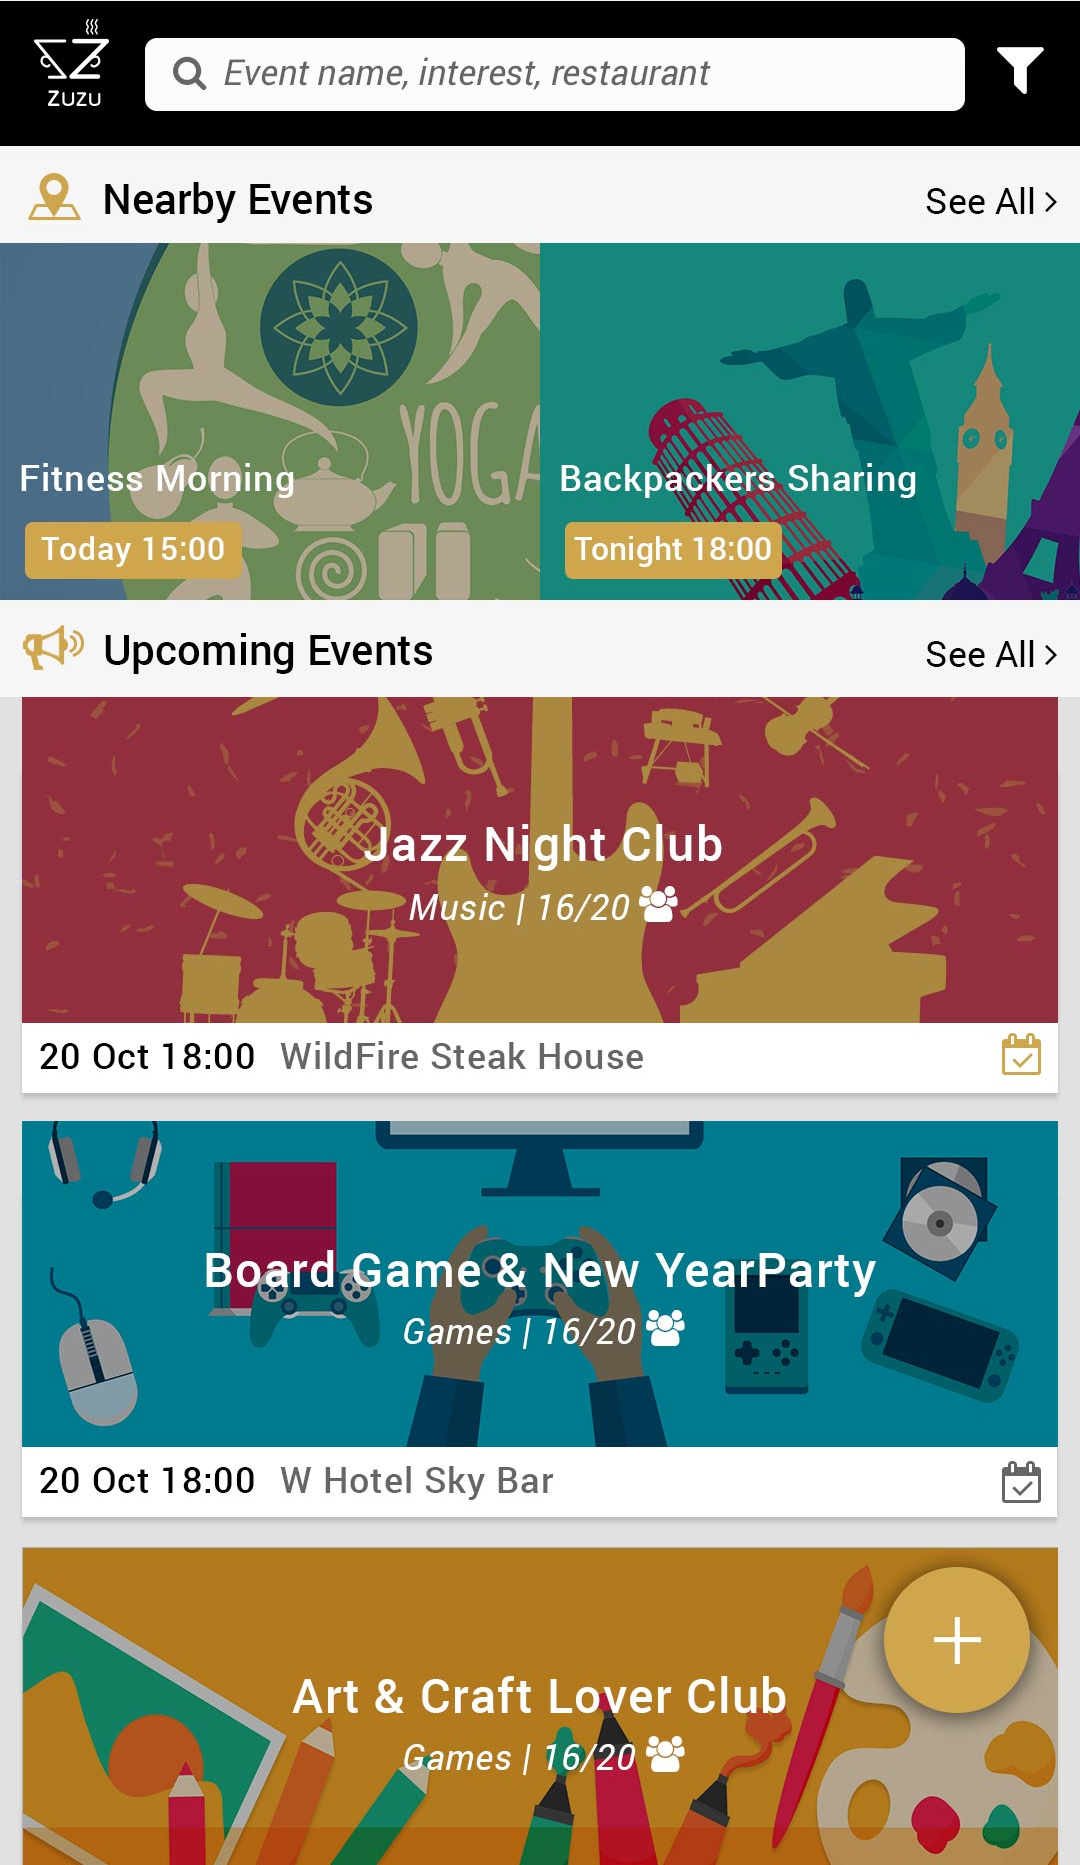 ZUZU
Event name, interest, restaurant
Nearby Events
See All
YOGA
Fitness Morning
Today 15:00
Backpackers Sharing
Tonight 18:00
Upcoming Events
See All
Jazz Night Club
Music | 16/20
20 Oct 18:00 WildFire Steak House
Board Game & New YearParty
Games | 16/20
20 Oct 18:00 W Hotel Sky Bar
Art & Craft Lover Club
Games | 16/20